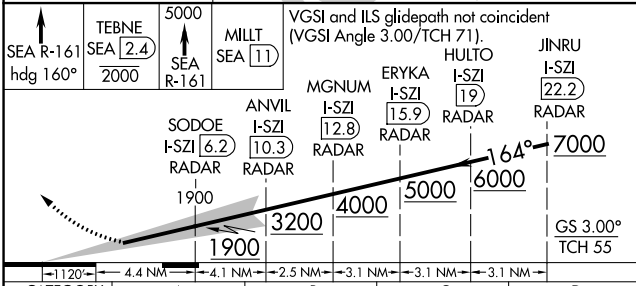 SEA R-161
hdg 160°
TEBNE
SEA 2.4
2000
5000
SEA
R-161
MILLT
SEA 11
VGSI and ILS glidepath not coincident
(VGSI Angle 3.00/TCH 71).
JINRU
I-SZI
22.2
RADAR
HULTO
I-SZI
19
RADAR
ERYKA
I-SZI
15.9
RADAR
MGNUM
I-SZI
12.8
RADAR
ANVIL
I-SZI
10.3
RADAR
SODOE
I-SZI 6.2
RADAR
1900
164°
7000
6000
5000
4000
3200
1900
GS 3.00°
TCH 55
1120'
4.4 NM
4.1 NM
2.5 NM
3.1 NM
3.1 NM
3.1 NM